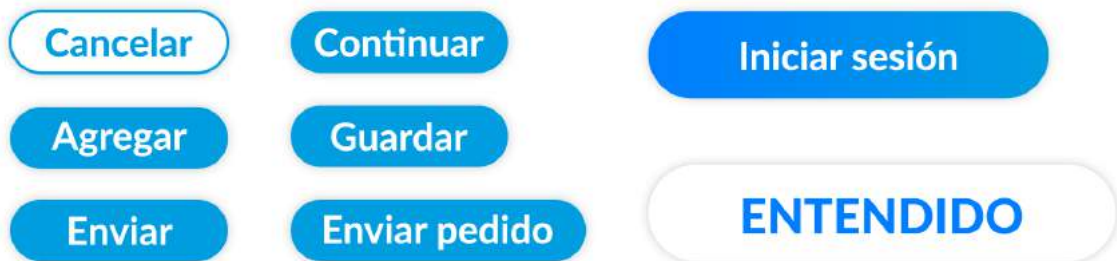 Cancelar
Continuar
Iniciar sesión
Agregar
Guardar
Enviar
Enviar pedido
ENTENDIDO